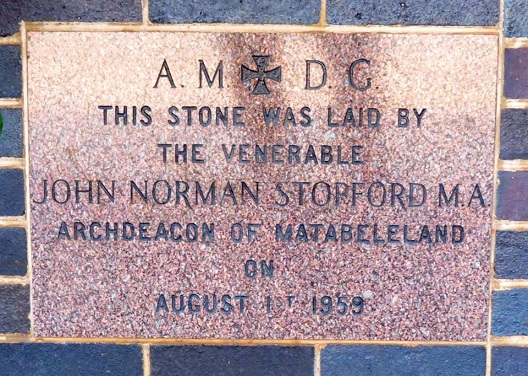 A. M ✠ D. G.
THIS STONE WAS LAID BY
THE VENERABLE
JOHN NORMAN STOPFORD M.A.
ARCHDEACON OF MATABELELAND
ON
AUGUST 1ST 1959